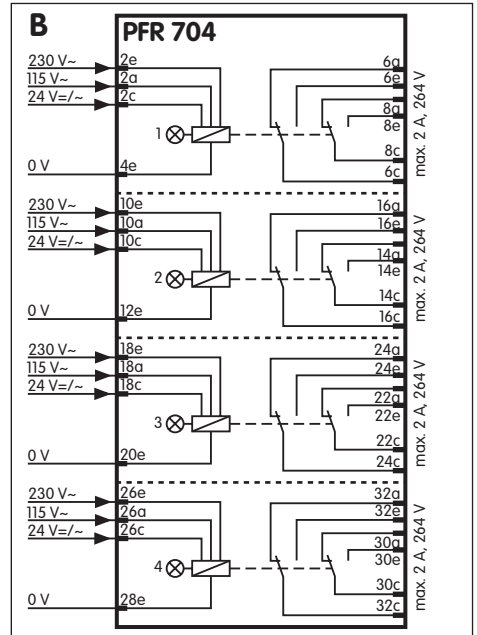 B
PFR 704
230 V~ 2e 6a
115 V~ 2a 6e
24 V=/~ 2c 8a
8e
1
8c
0 V 4e 6c
max. 2 A, 264 V
230 V~ 10e 16a
115 V~ 10a 16e
24 V=/~ 10c 14a
14e
2
14c
0 V 12e 16c
max. 2 A, 264 V
230 V~ 18e 24a
115 V~ 18a 24e
24 V=/~ 18c 22a
22e
3
22c
0 V 20e 24c
max. 2 A, 264 V
230 V~ 26e 32a
115 V~ 26a 32e
24 V=/~ 26c 30a
30e
4
30c
0 V 28e 32c
max. 2 A, 264 V